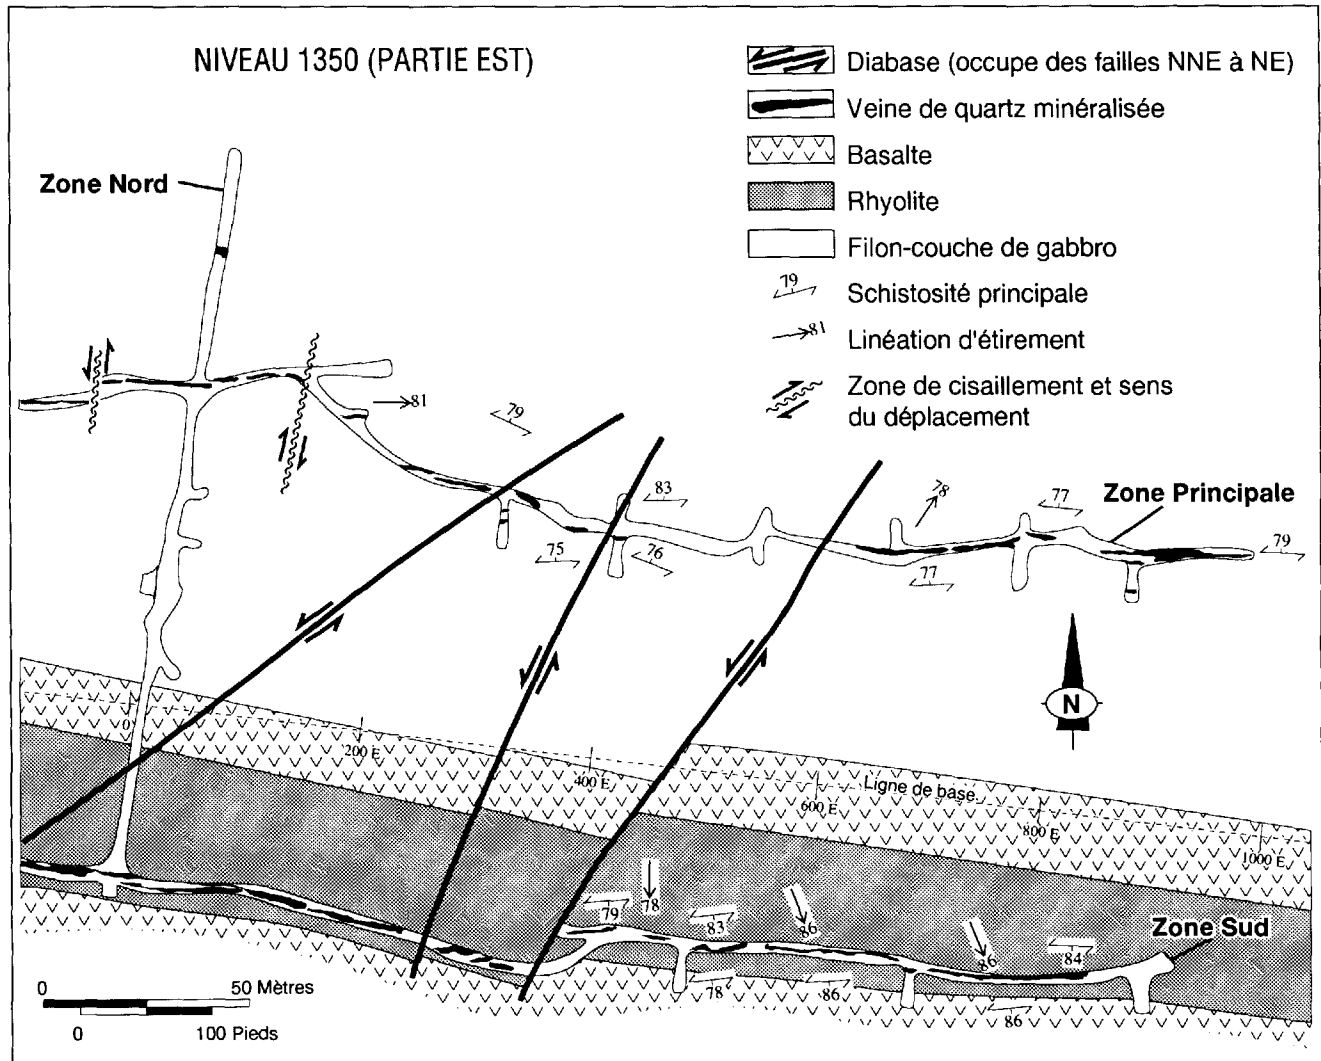 NIVEAU 1350 (PARTIE EST)
Diabase (occupe des failles NNE à NE)
Veine de quartz minéralisée
Basalte
Rhyolite
Filon-couche de gabbro
79
Schistosité principale
81
Linéation d'étirement
Zone de cisaillement et sens
du déplacement
Zone Nord
81
79
83
78
77
Zone Principale
75
76
77
79
N
0
200 E
400 E
600 E
800 E
1000 E
Ligne de base
79
78
83
86
86
84
Zone Sud
78
86
86
0
50 Mètres
0
100 Pieds